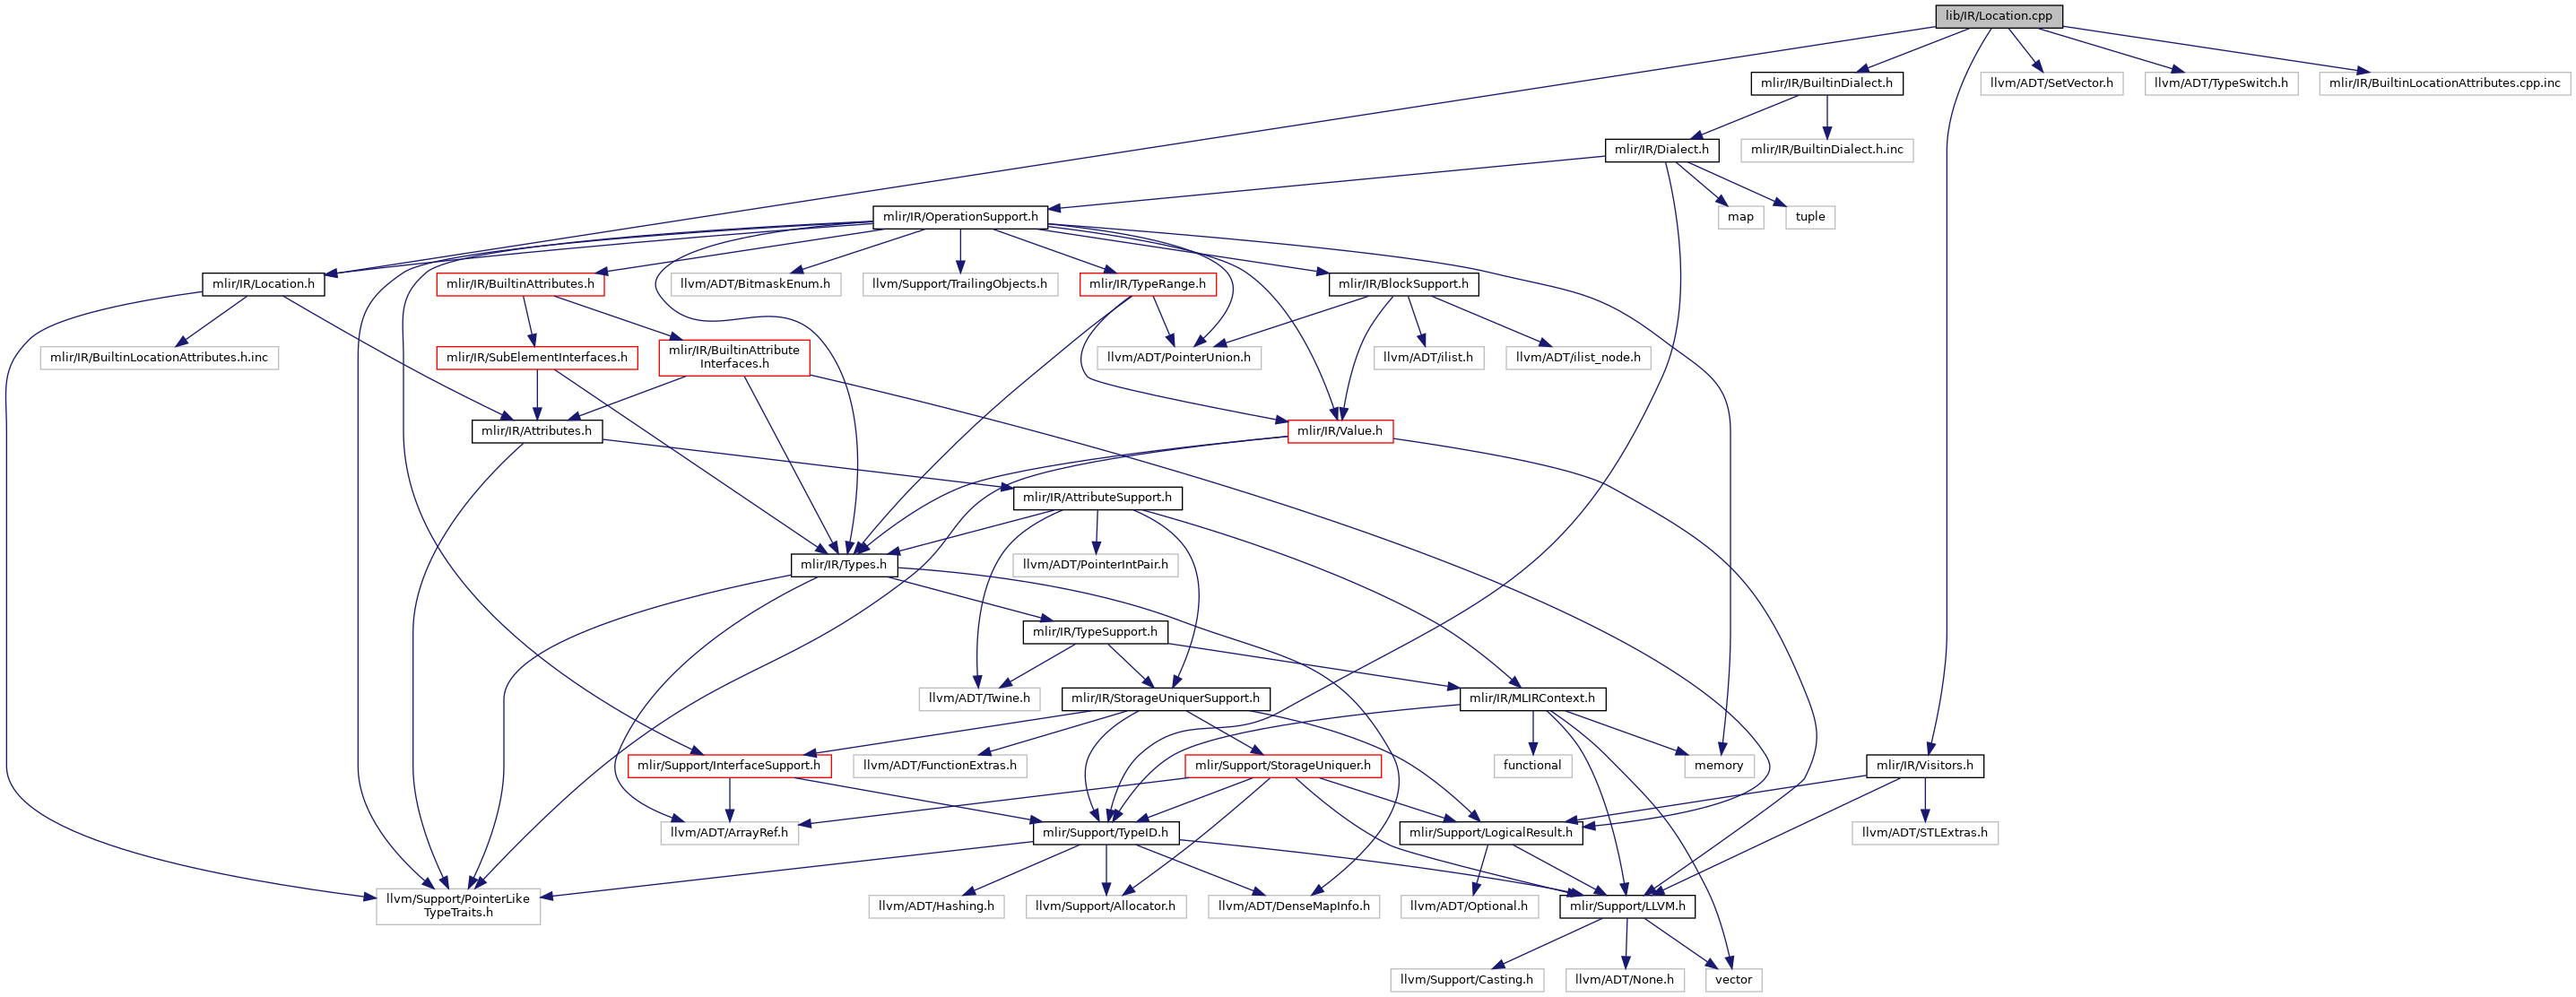 lib/IR/Location.cpp
mlir/IR/BuiltinDialect.h
llvm/ADT/SetVector.h
llvm/ADT/TypeSwitch.h
mlir/IR/BuiltinLocationAttributes.cpp.inc
mlir/IR/Dialect.h
mlir/IR/BuiltinDialect.h.inc
mlir/IR/OperationSupport.h
map
tuple
mlir/IR/Location.h
mlir/IR/BuiltinAttributes.h
llvm/ADT/BitmaskEnum.h
llvm/Support/TrailingObjects.h
mlir/IR/TypeRange.h
mlir/IR/BlockSupport.h
mlir/IR/BuiltinLocationAttributes.h.inc
mlir/IR/SubElementInterfaces.h
mlir/IR/BuiltinAttribute
Interfaces.h
llvm/ADT/PointerUnion.h
llvm/ADT/ilist.h
llvm/ADT/ilist_node.h
mlir/IR/Attributes.h
mlir/IR/Value.h
mlir/IR/AttributeSupport.h
mlir/IR/Types.h
llvm/ADT/PointerIntPair.h
mlir/IR/TypeSupport.h
llvm/ADT/Twine.h
mlir/IR/StorageUniquerSupport.h
mlir/IR/MLIRContext.h
mlir/Support/InterfaceSupport.h
llvm/ADT/FunctionExtras.h
mlir/Support/StorageUniquer.h
functional
memory
mlir/IR/Visitors.h
llvm/ADT/ArrayRef.h
mlir/Support/TypeID.h
mlir/Support/LogicalResult.h
llvm/ADT/STLExtras.h
llvm/Support/PointerLike
TypeTraits.h
llvm/ADT/Hashing.h
llvm/Support/Allocator.h
llvm/ADT/DenseMapInfo.h
llvm/ADT/Optional.h
mlir/Support/LLVM.h
llvm/Support/Casting.h
llvm/ADT/None.h
vector